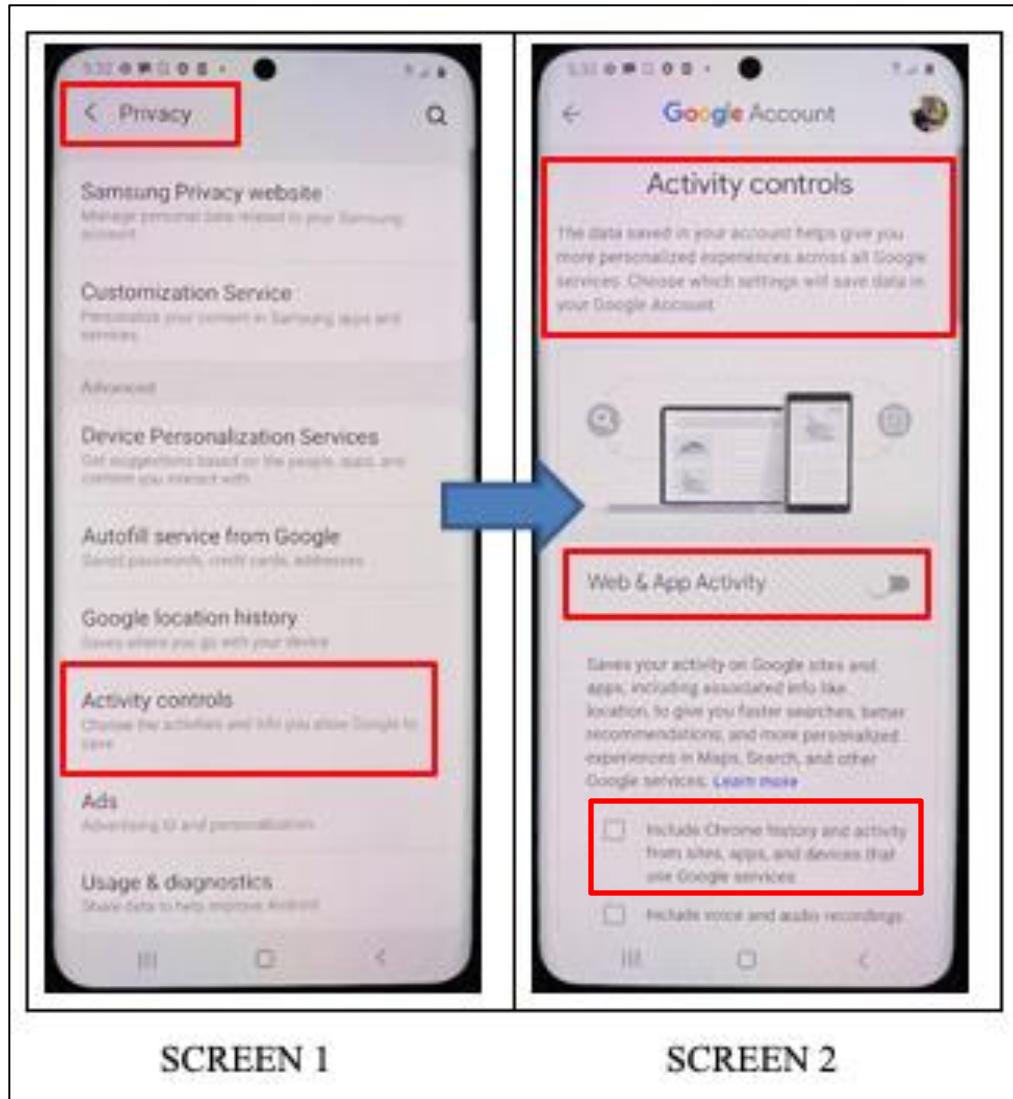 5:32
Privacy
Samsung Privacy website
Manage personal data related to your Samsung
account
Customization Service
Personalize your content in Samsung apps and
services
Advanced
Device Personalization Services
Get suggestions based on the people, apps, and
content you interact with
Autofill service from Google
Saved passwords, credit cards, addresses
Google location history
Saves where you go with your device
Activity controls
Choose the activities and info you allow Google to
save
Ads
Advertising ID and personalization
Usage & diagnostics
Share data to help improve Android
SCREEN 1
Google Account
Activity controls
The data saved in your account helps give you
more personalized experiences across all Google
services. Choose which settings will save data in
your Google Account.
Web & App Activity
Saves your activity on Google sites and
apps, including associated info like
location, to give you faster searches, better
recommendations, and more personalized
experiences in Maps, Search, and other
Google services. Learn more
Include Chrome history and activity
from sites, apps, and devices that
use Google services
Include voice and audio recordings
SCREEN 2